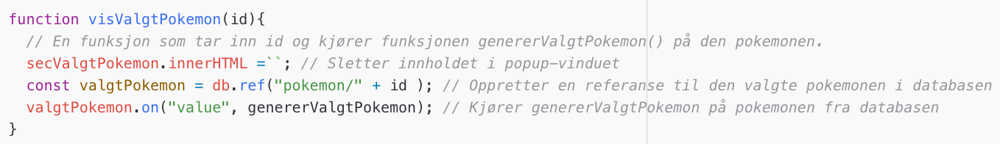 function visValgtPokemon(id){
  // En funksjon som tar inn id og kjører funksjonen genererValgtPokemon() på den pokemonen.
  secValgtPokemon.innerHTML =``; // Sletter innholdet i popup-vinduet
  const valgtPokemon = db.ref("pokemon/" + id ); // Oppretter en referanse til den valgte pokemonen i databasen
  valgtPokemon.on("value", genererValgtPokemon); // Kjører genererValgtPokemon på pokemonen fra databasen
}